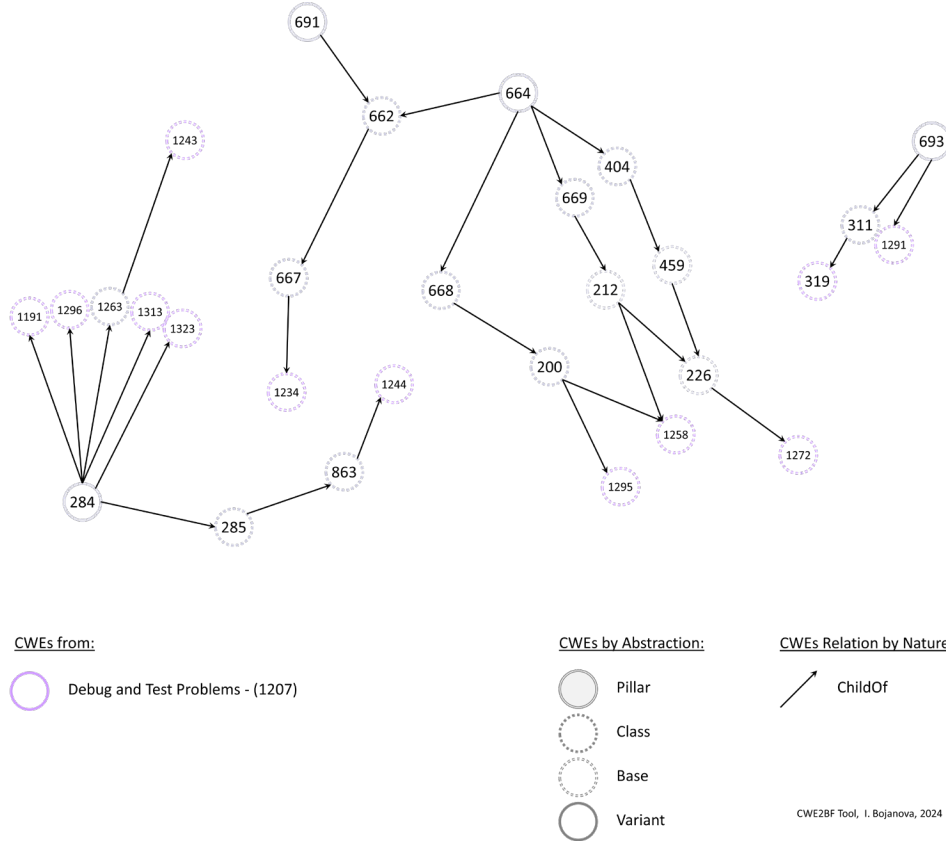 691
664
662
1243
693
404
669
311
1291
459
667
319
212
668
1191
1296
1263
1313
1323
200
226
1234
1244
1258
1272
863
1295
284
285
CWEs from:
CWEs by Abstraction:
CWEs Relation by Nature
Debug and Test Problems - (1207)
Pillar
ChildOf
Class
Base
Variant
CWE2BF Tool, I. Bojanova, 2024